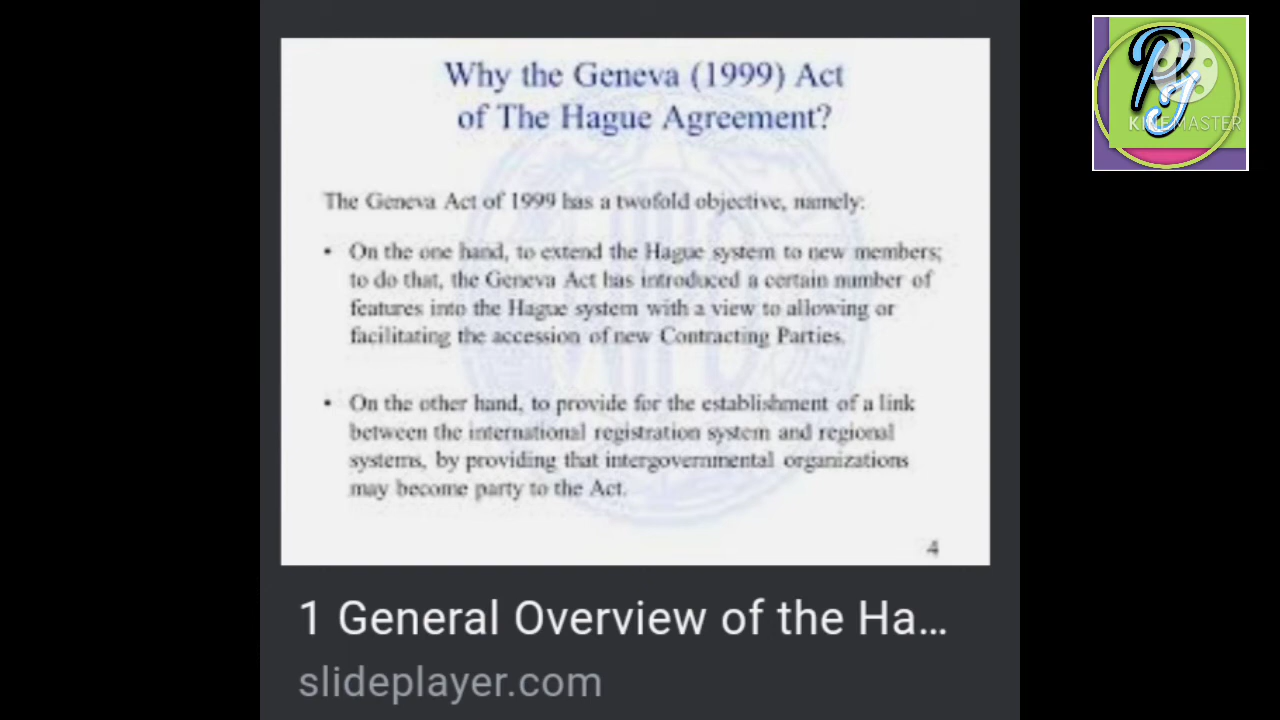 Why the Geneva (1999) Act
of The Hague Agreement?
The Geneva Act of 1999 has a twofold objective, namely:
• On the one hand, to extend the Hague system to new members;
to do that, the Geneva Act has introduced a certain number of
features into the Hague system with a view to allowing or
facilitating the accession of new Contracting Parties.
• On the other hand, to provide for the establishment of a link
between the international registration system and regional
systems, by providing that intergovernmental organizations
may become party to the Act.
4
1 General Overview of the Ha...
slideplayer.com
KINEMASTER